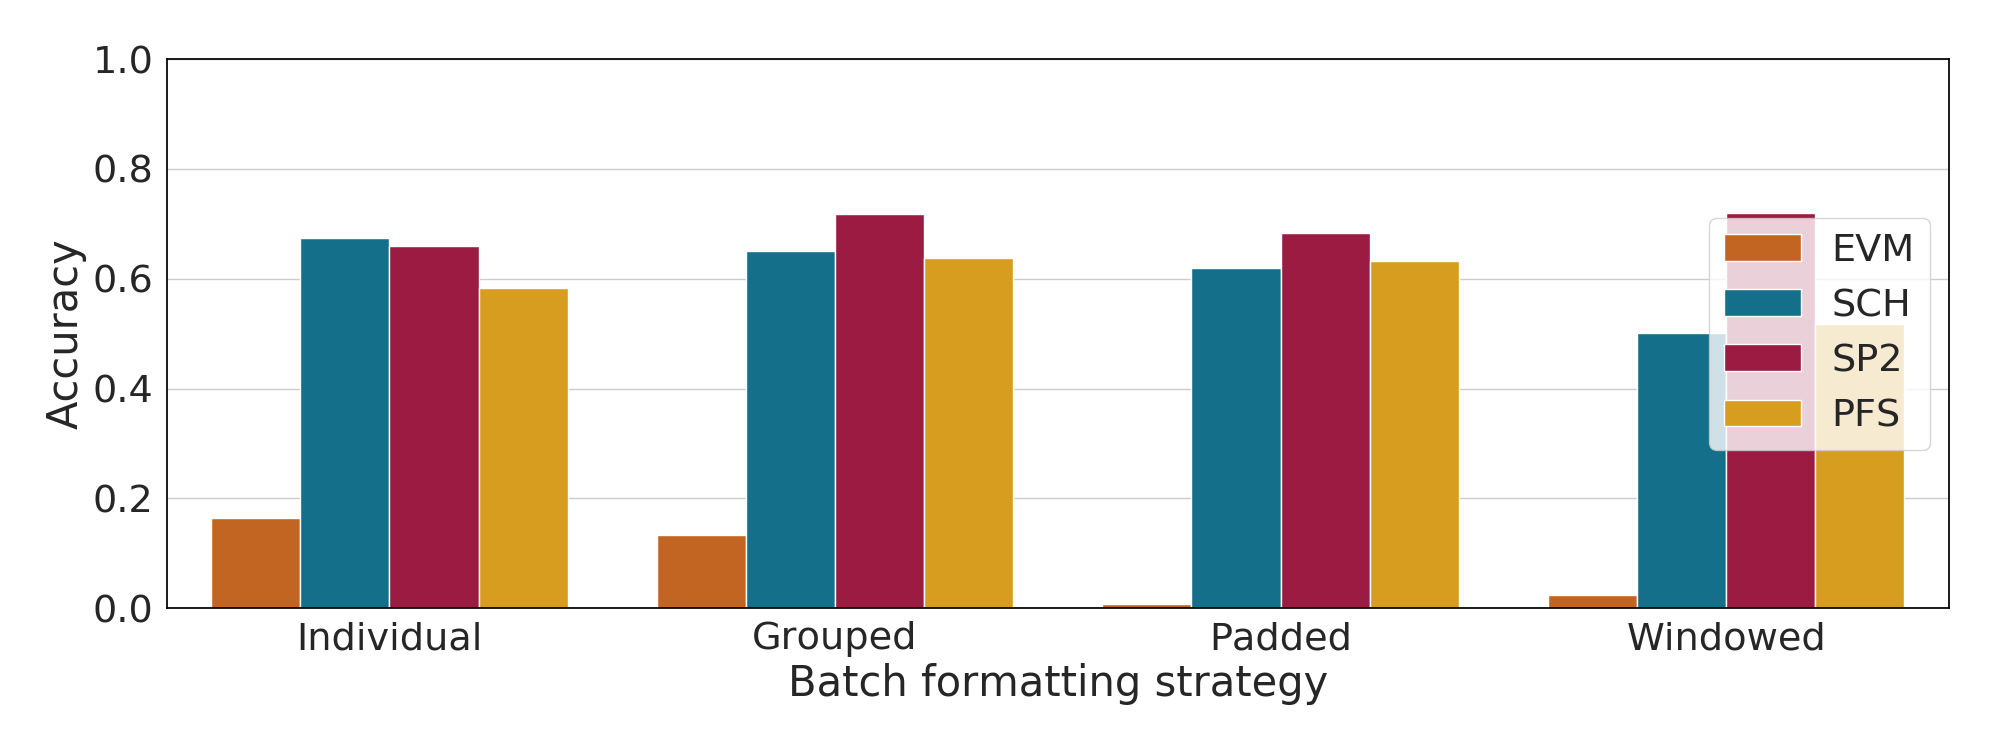 1.0
0.8
0.6
0.4
0.2
0.0
Accuracy
EVM
SCH
SP2
PFS
Individual Grouped Padded Windowed
Batch formatting strategy